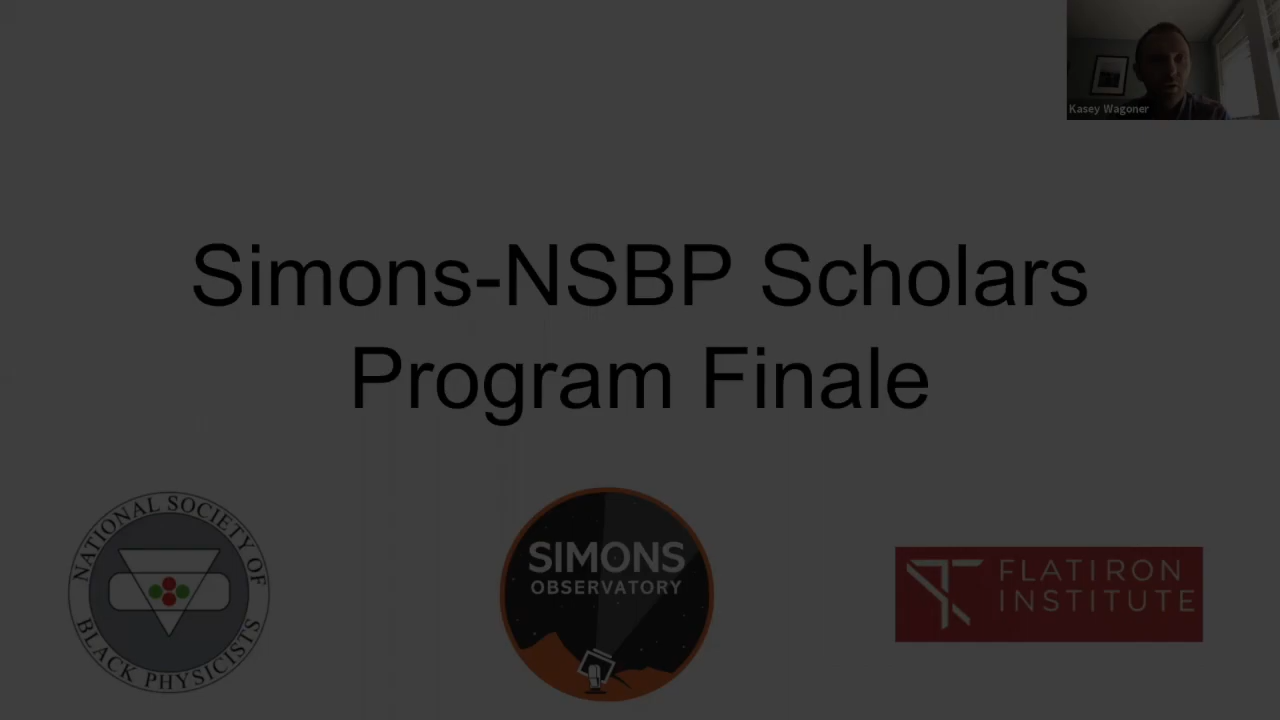 Kasey Wagoner
Simons-NSBP Scholars
Program Finale
NATIONAL SOCIETY OF
BLACK PHYSICISTS
SIMONS
OBSERVATORY
FLATIRON
INSTITUTE